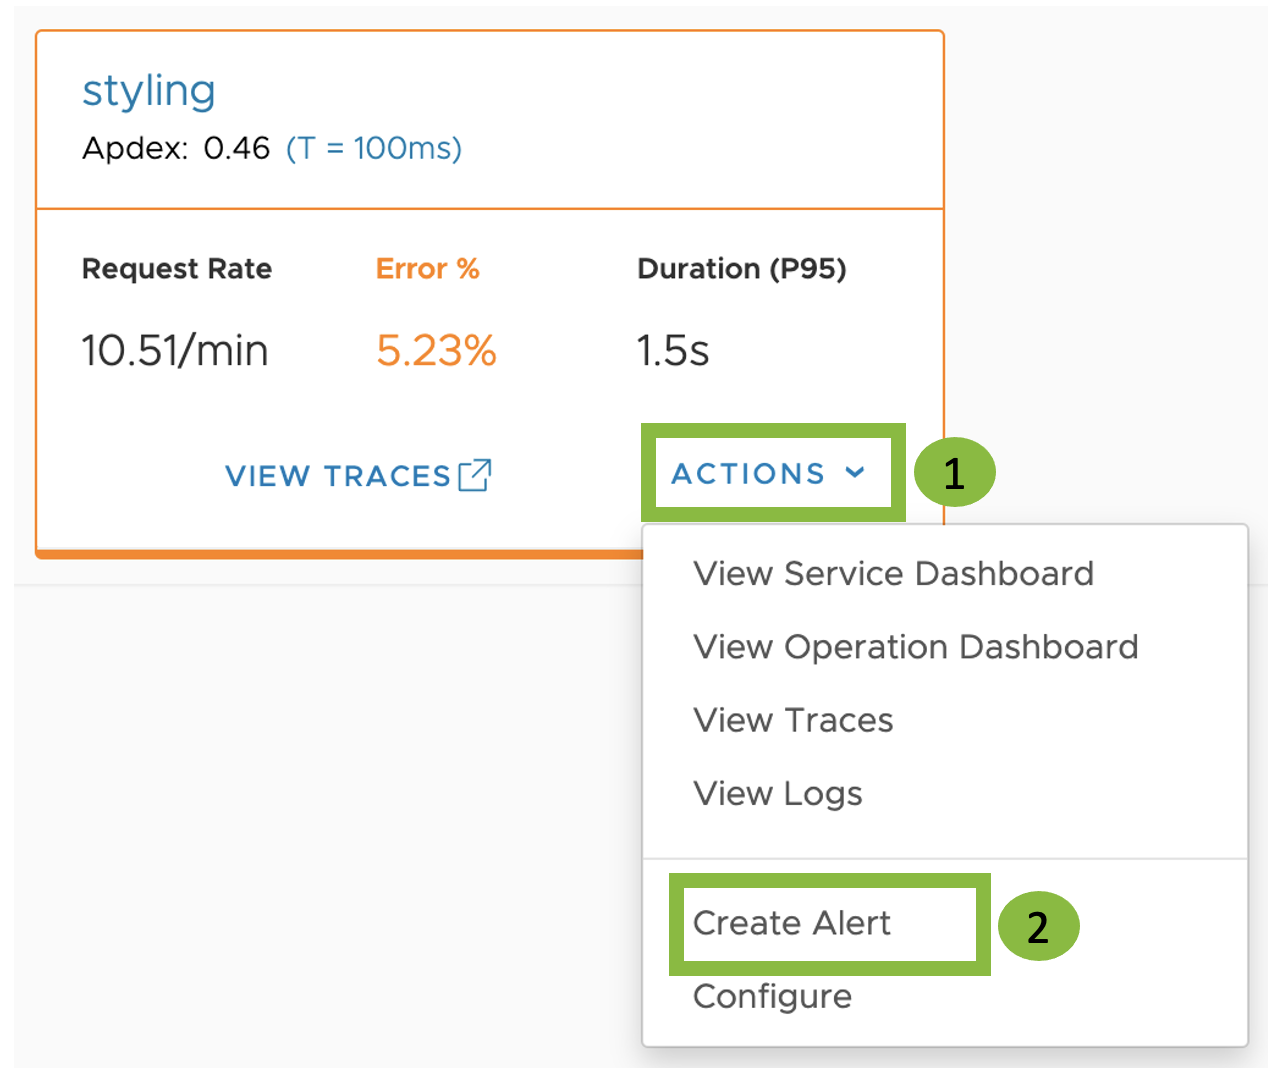 styling
Apdex: 0.46 (T = 100ms)
Request Rate Error % Duration (P95)
10.51/min 5.23% 1.5s
VIEW TRACES ACTIONS 1
View Service Dashboard
View Operation Dashboard
View Traces
View Logs
Create Alert 2
Configure